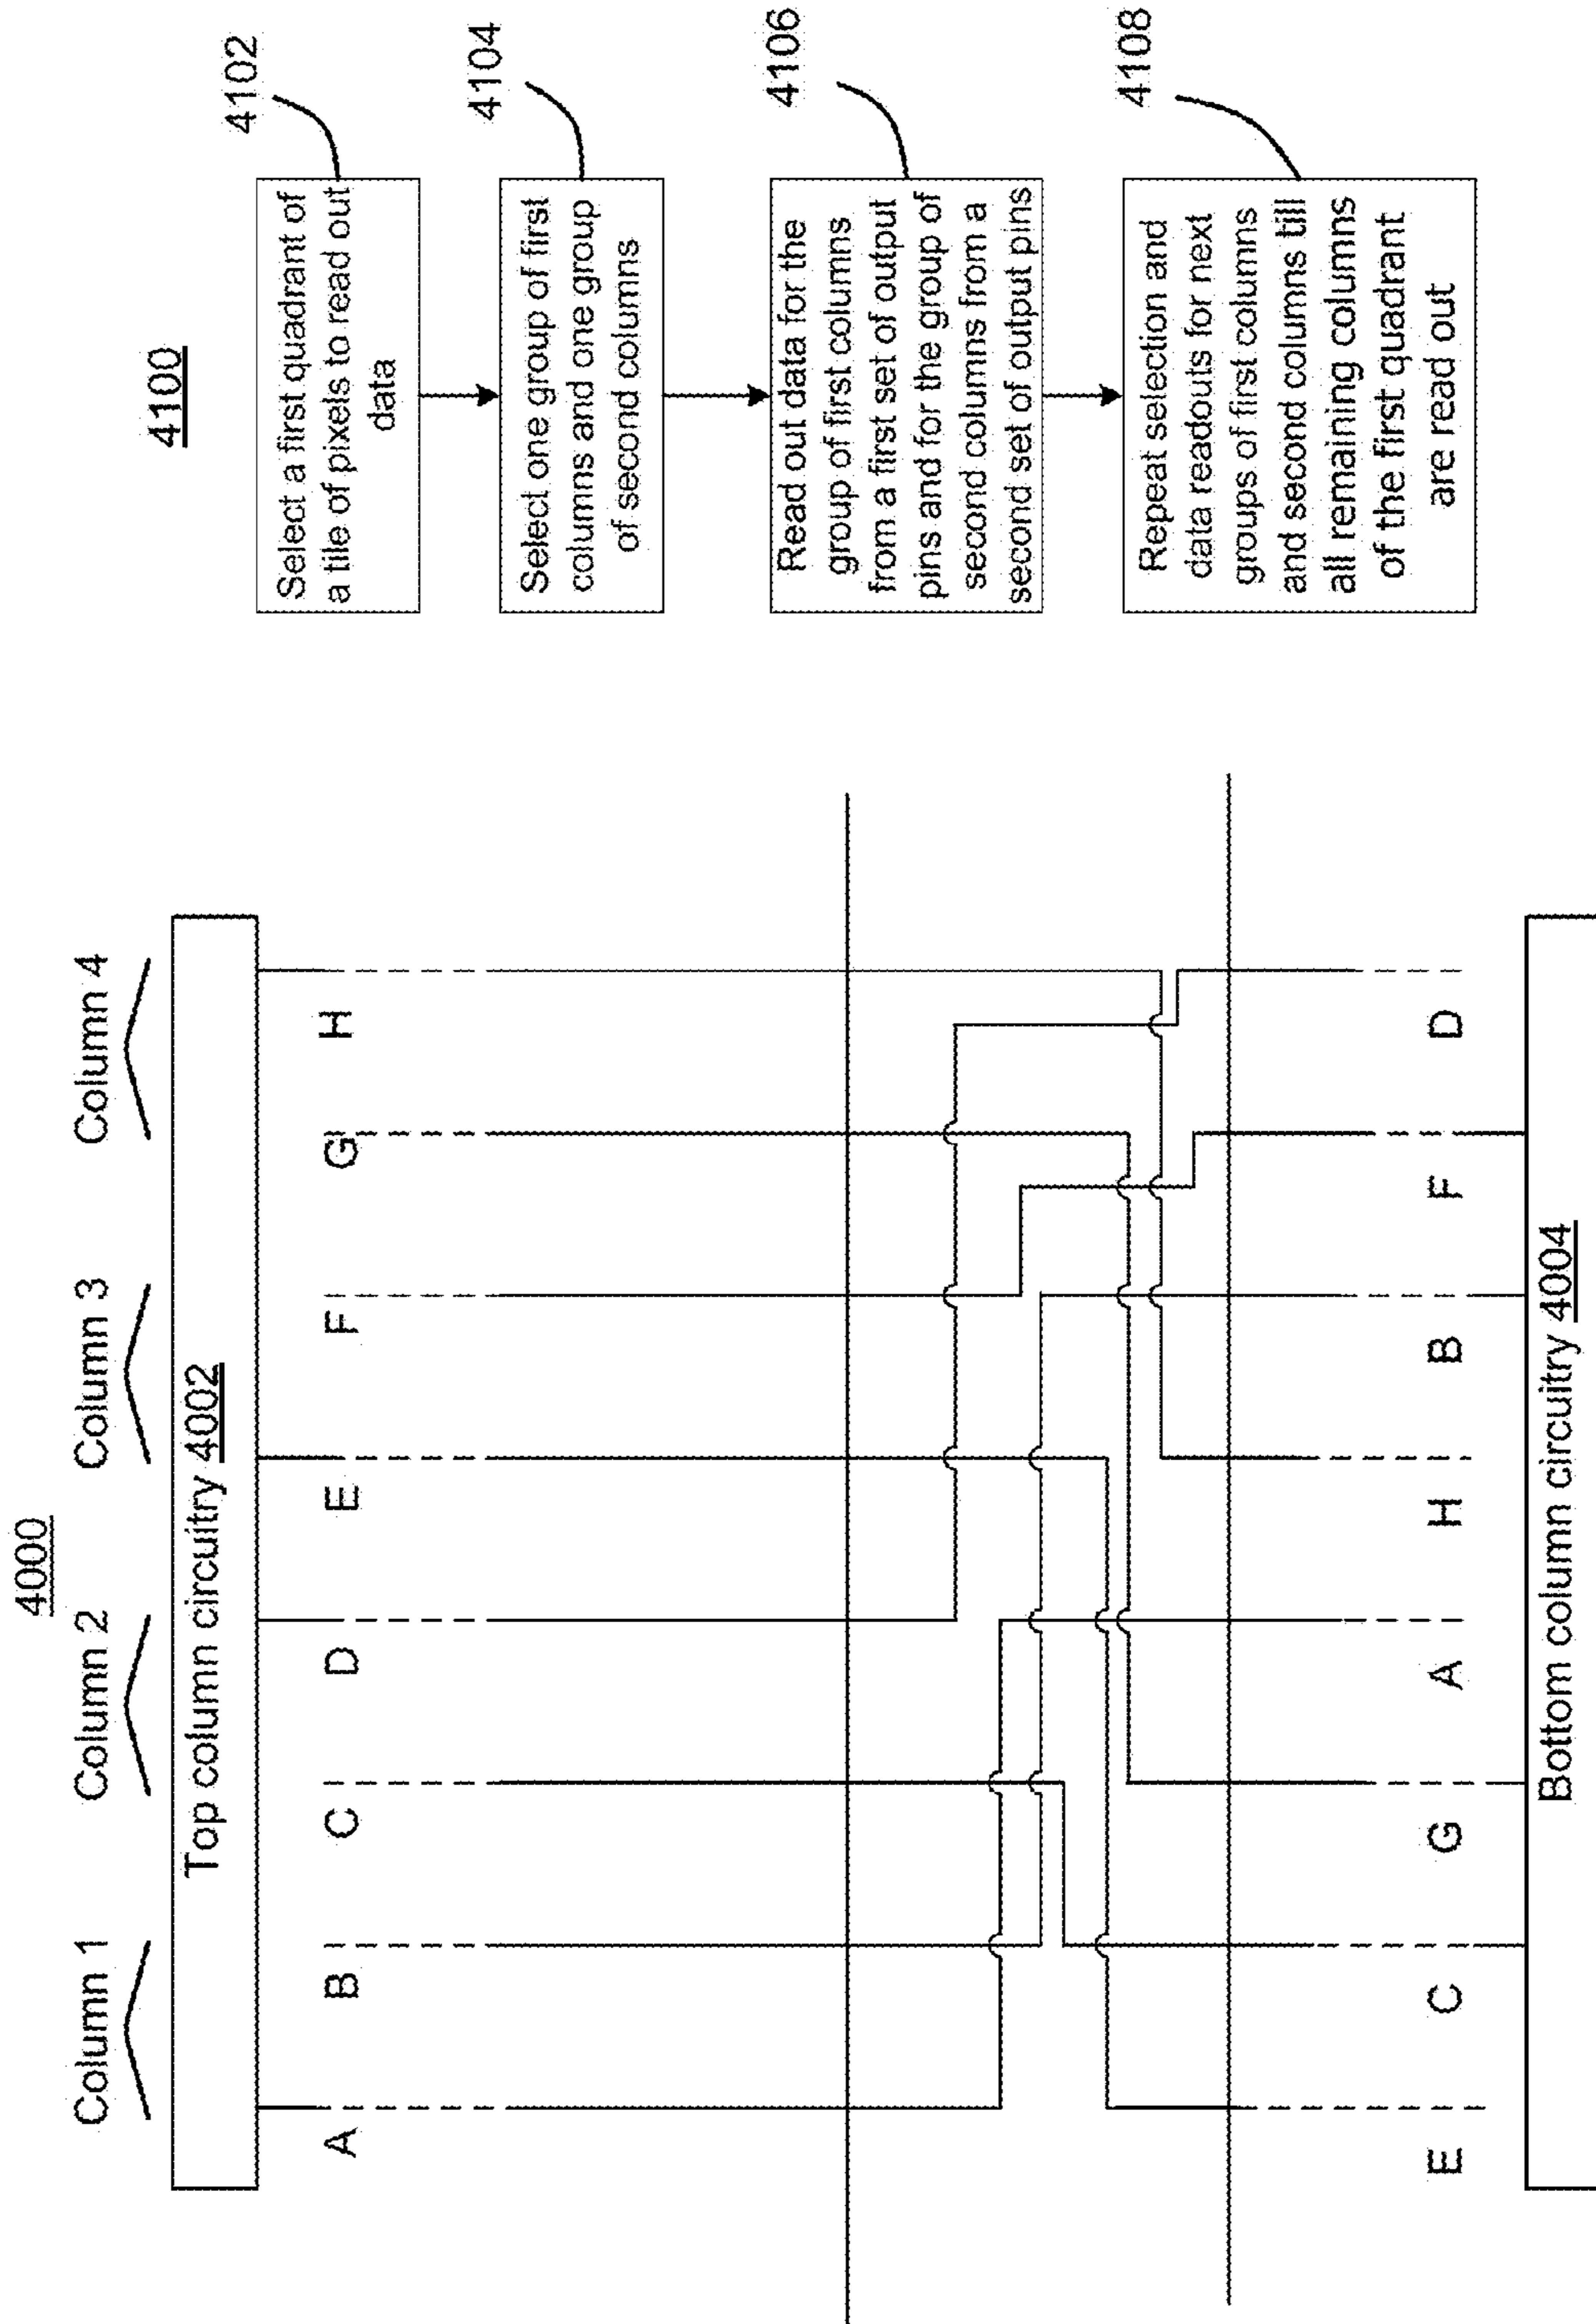 4000
Column 1
Column 2
Column 3
Column 4
Top column circuitry 4002
A
B
C
D
E
F
G
H
E
C
G
A
H
B
F
D
Bottom column circuitry 4004
4100
Select a first quadrant of
a tile of pixels to read out
data
4102
Select one group of first
columns and one group
of second columns
4104
Read out data for the
group of first columns
from a first set of output
pins and for the group of
second columns from a
second set of output pins
4106
Repeat selection and
data readouts for next
groups of first columns
and second columns till
all remaining columns
of the first quadrant
are read out
4108